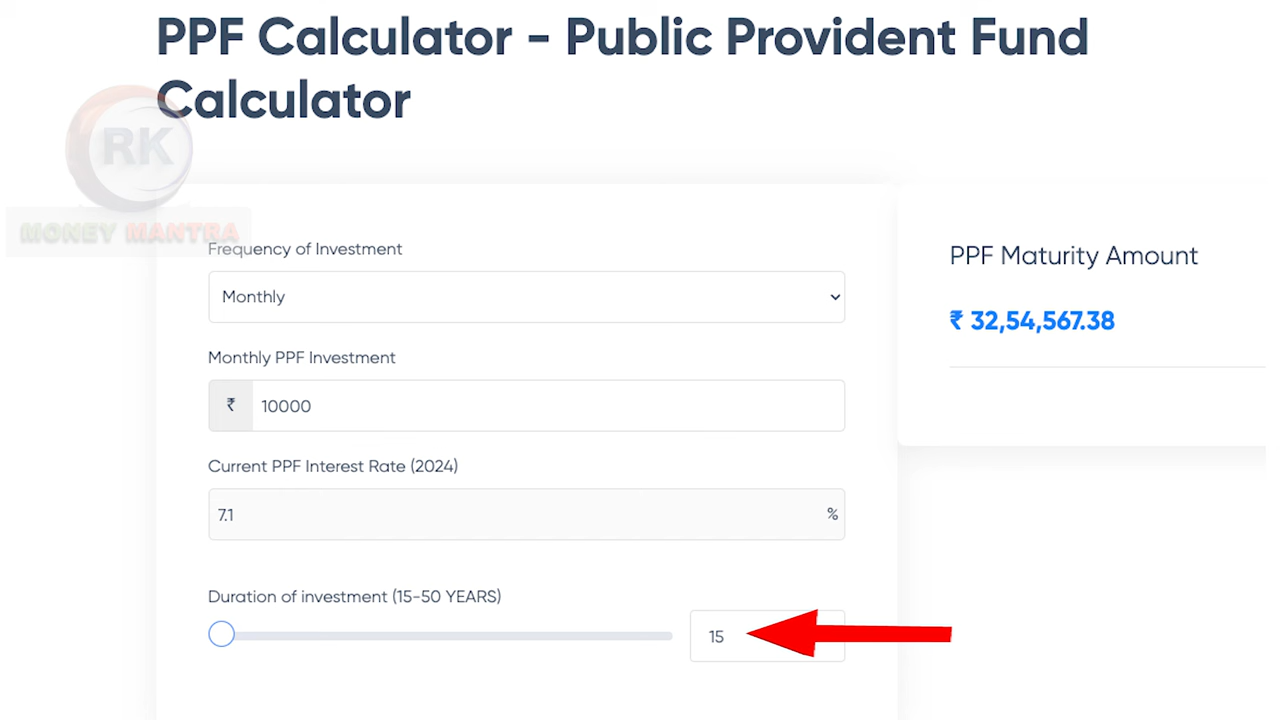 PPF Calculator - Public Provident Fund
Calculator
RK
MONEY MANTRA
Frequency of Investment
Monthly
Monthly PPF Investment
₹ 10000
Current PPF Interest Rate (2024)
7.1 %
Duration of investment (15-50 YEARS)
15
PPF Maturity Amount
₹ 32,54,567.38